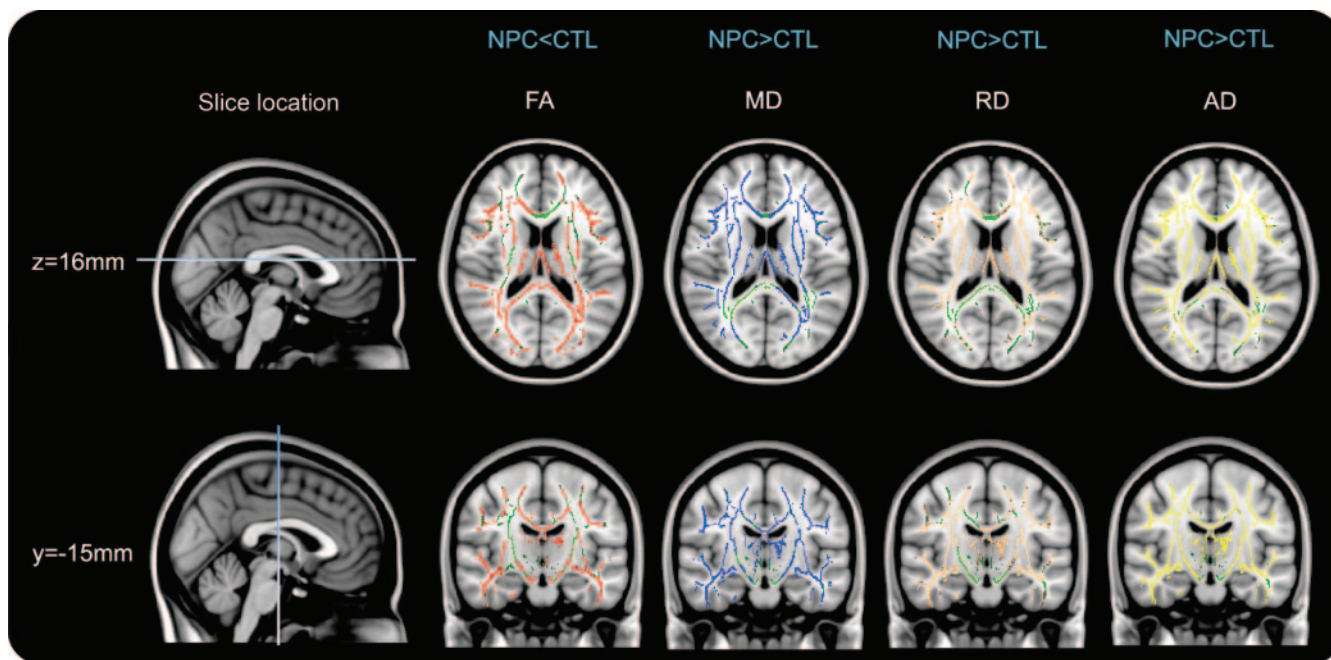 NPC<CTL NPC>CTL NPC>CTL NPC>CTL
Slice location FA MD RD AD
z=16mm
y=-15mm